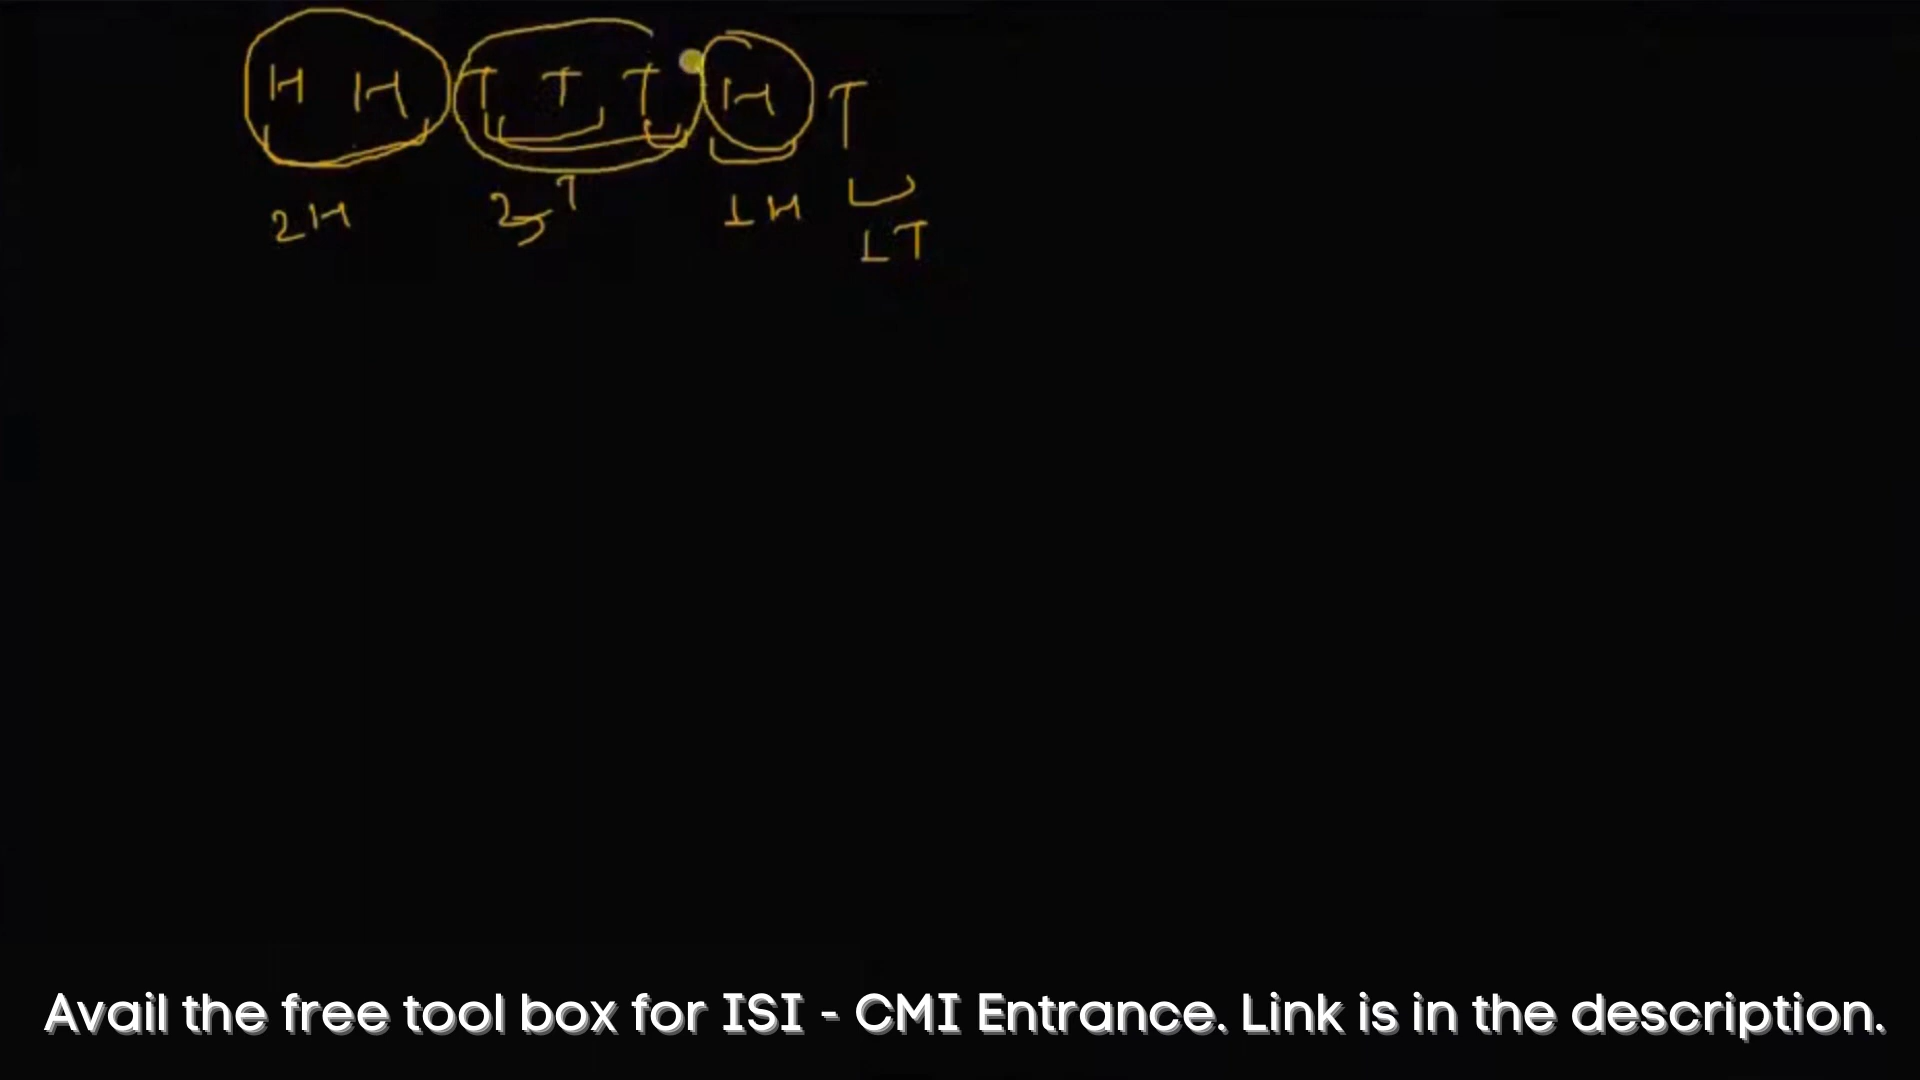 H H T T T H T
2H 3T 1H
1T
Avail the free tool box for ISI - CMI Entrance. Link is in the description.